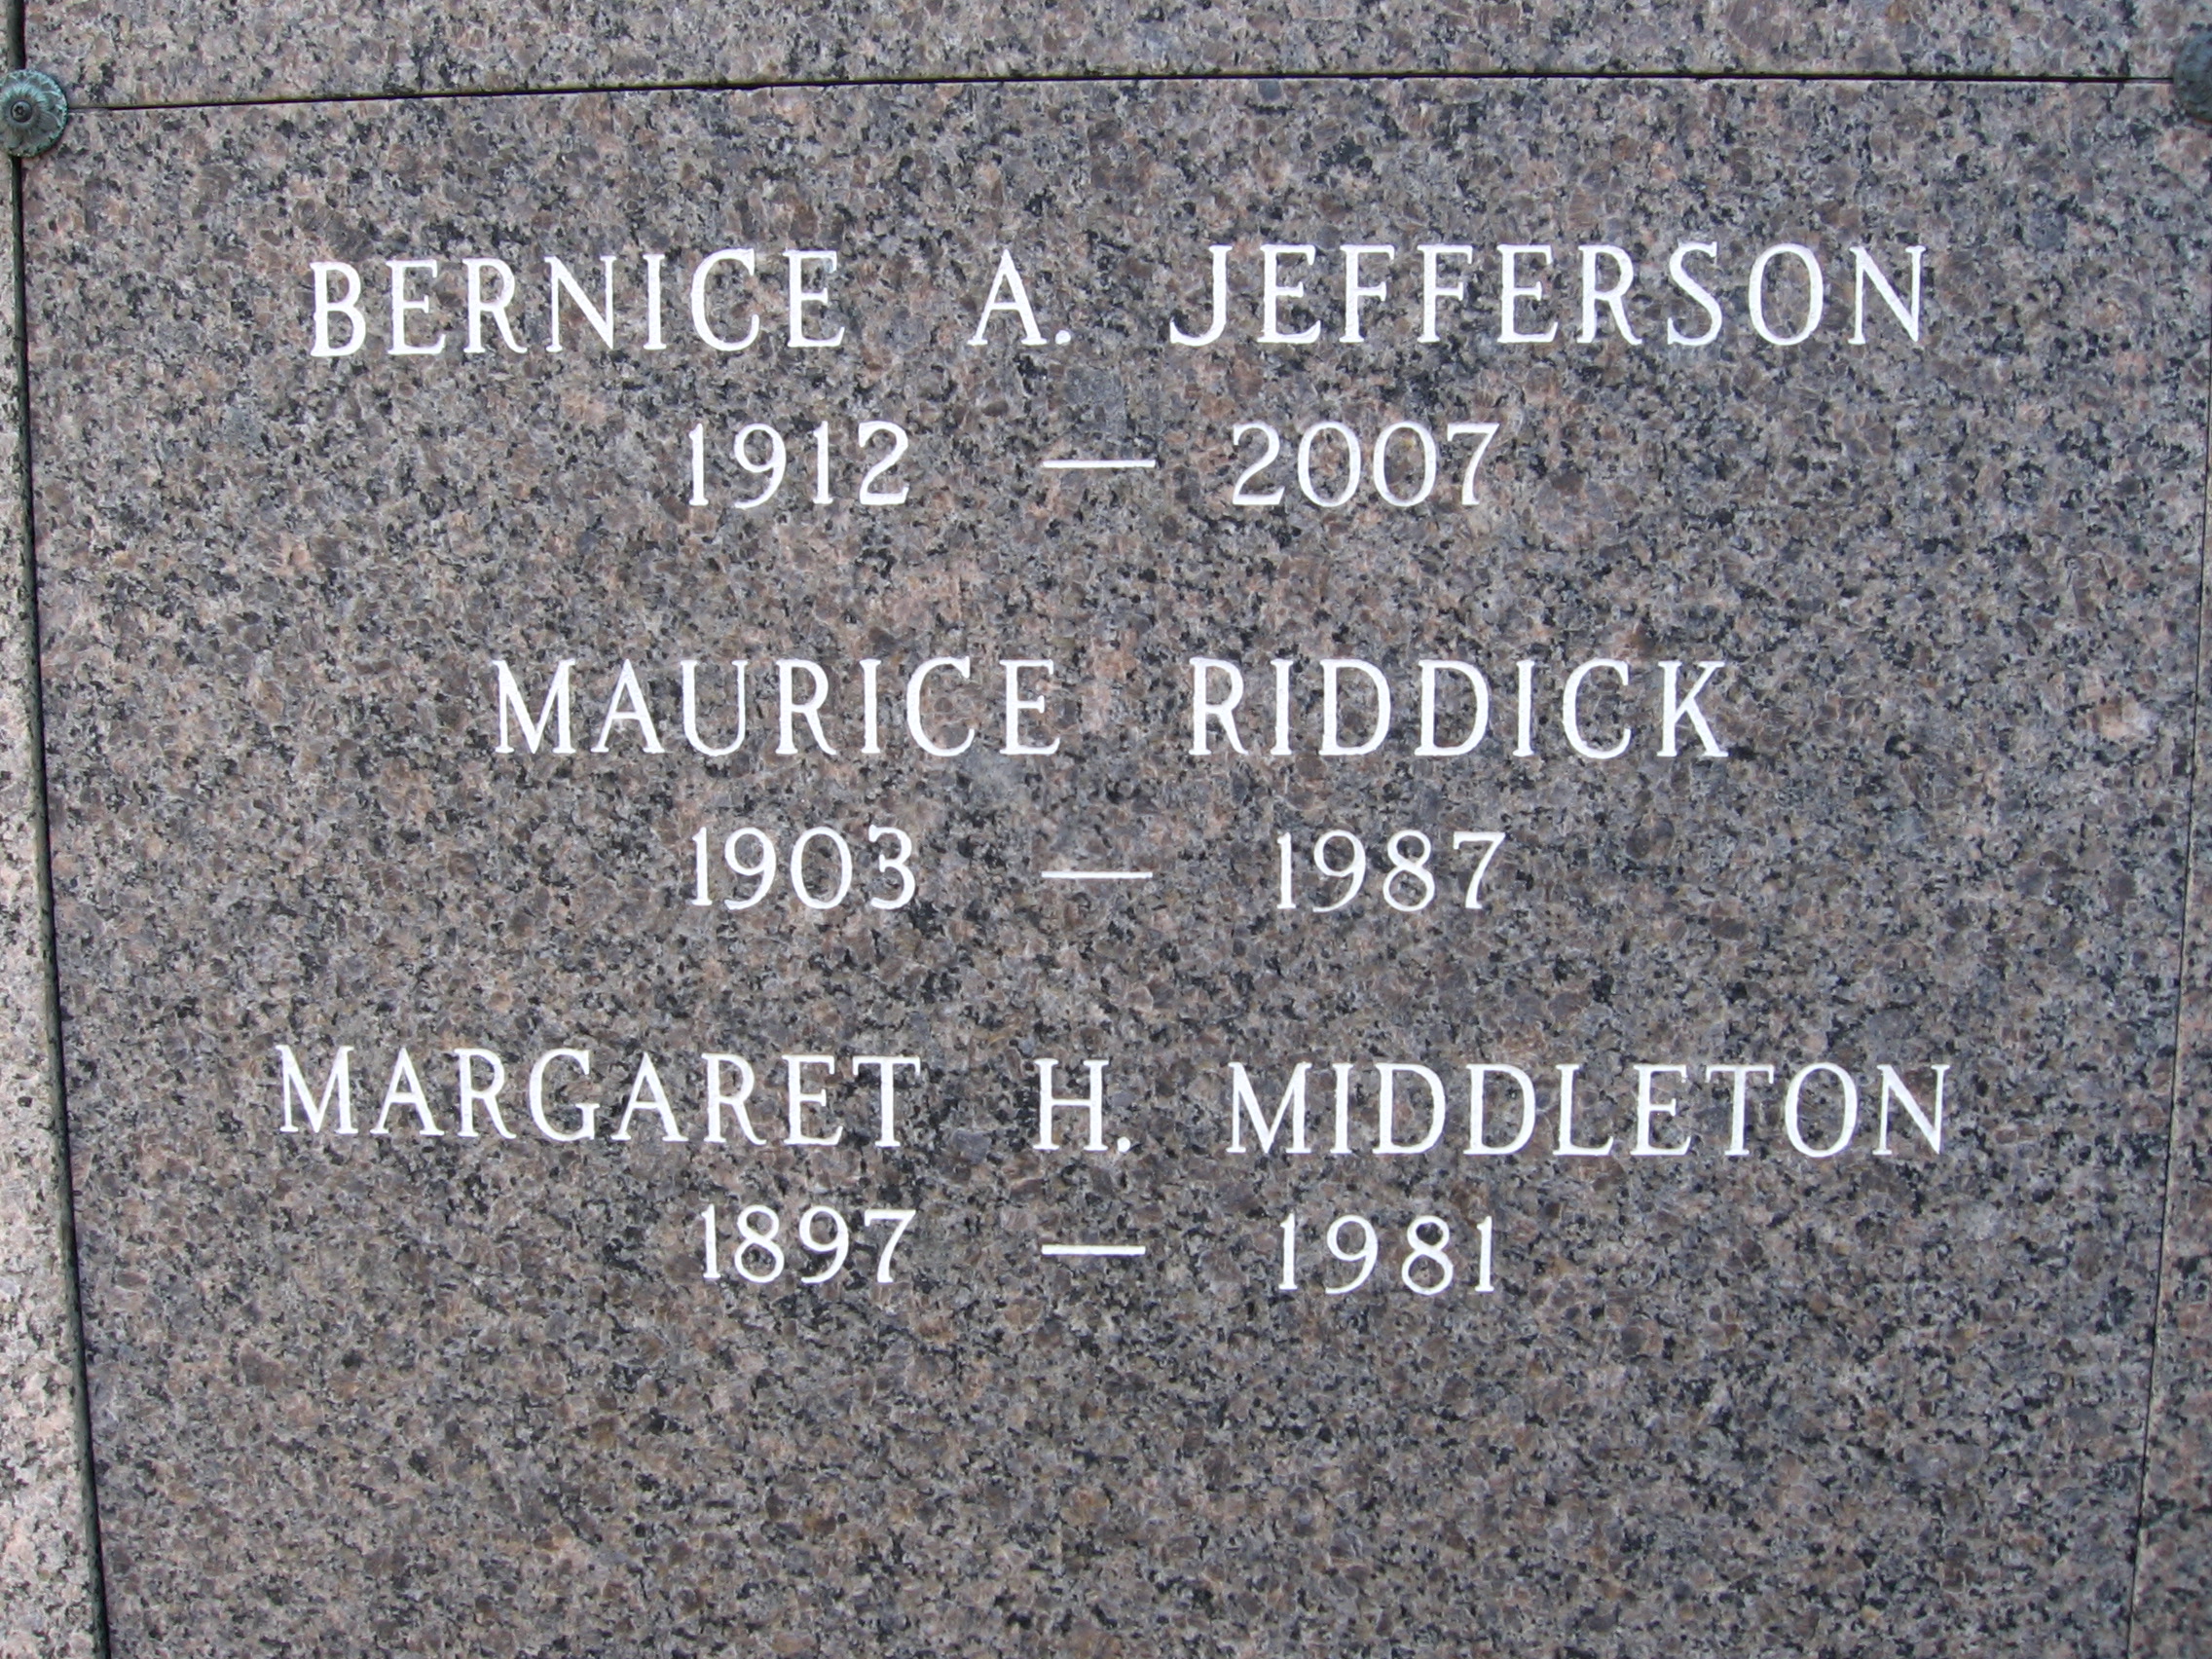 BERNICE A. JEFFERSON
1912 — 2007
MAURICE RIDDICK
1903 — 1987
MARGARET H. MIDDLETON
1897 — 1981